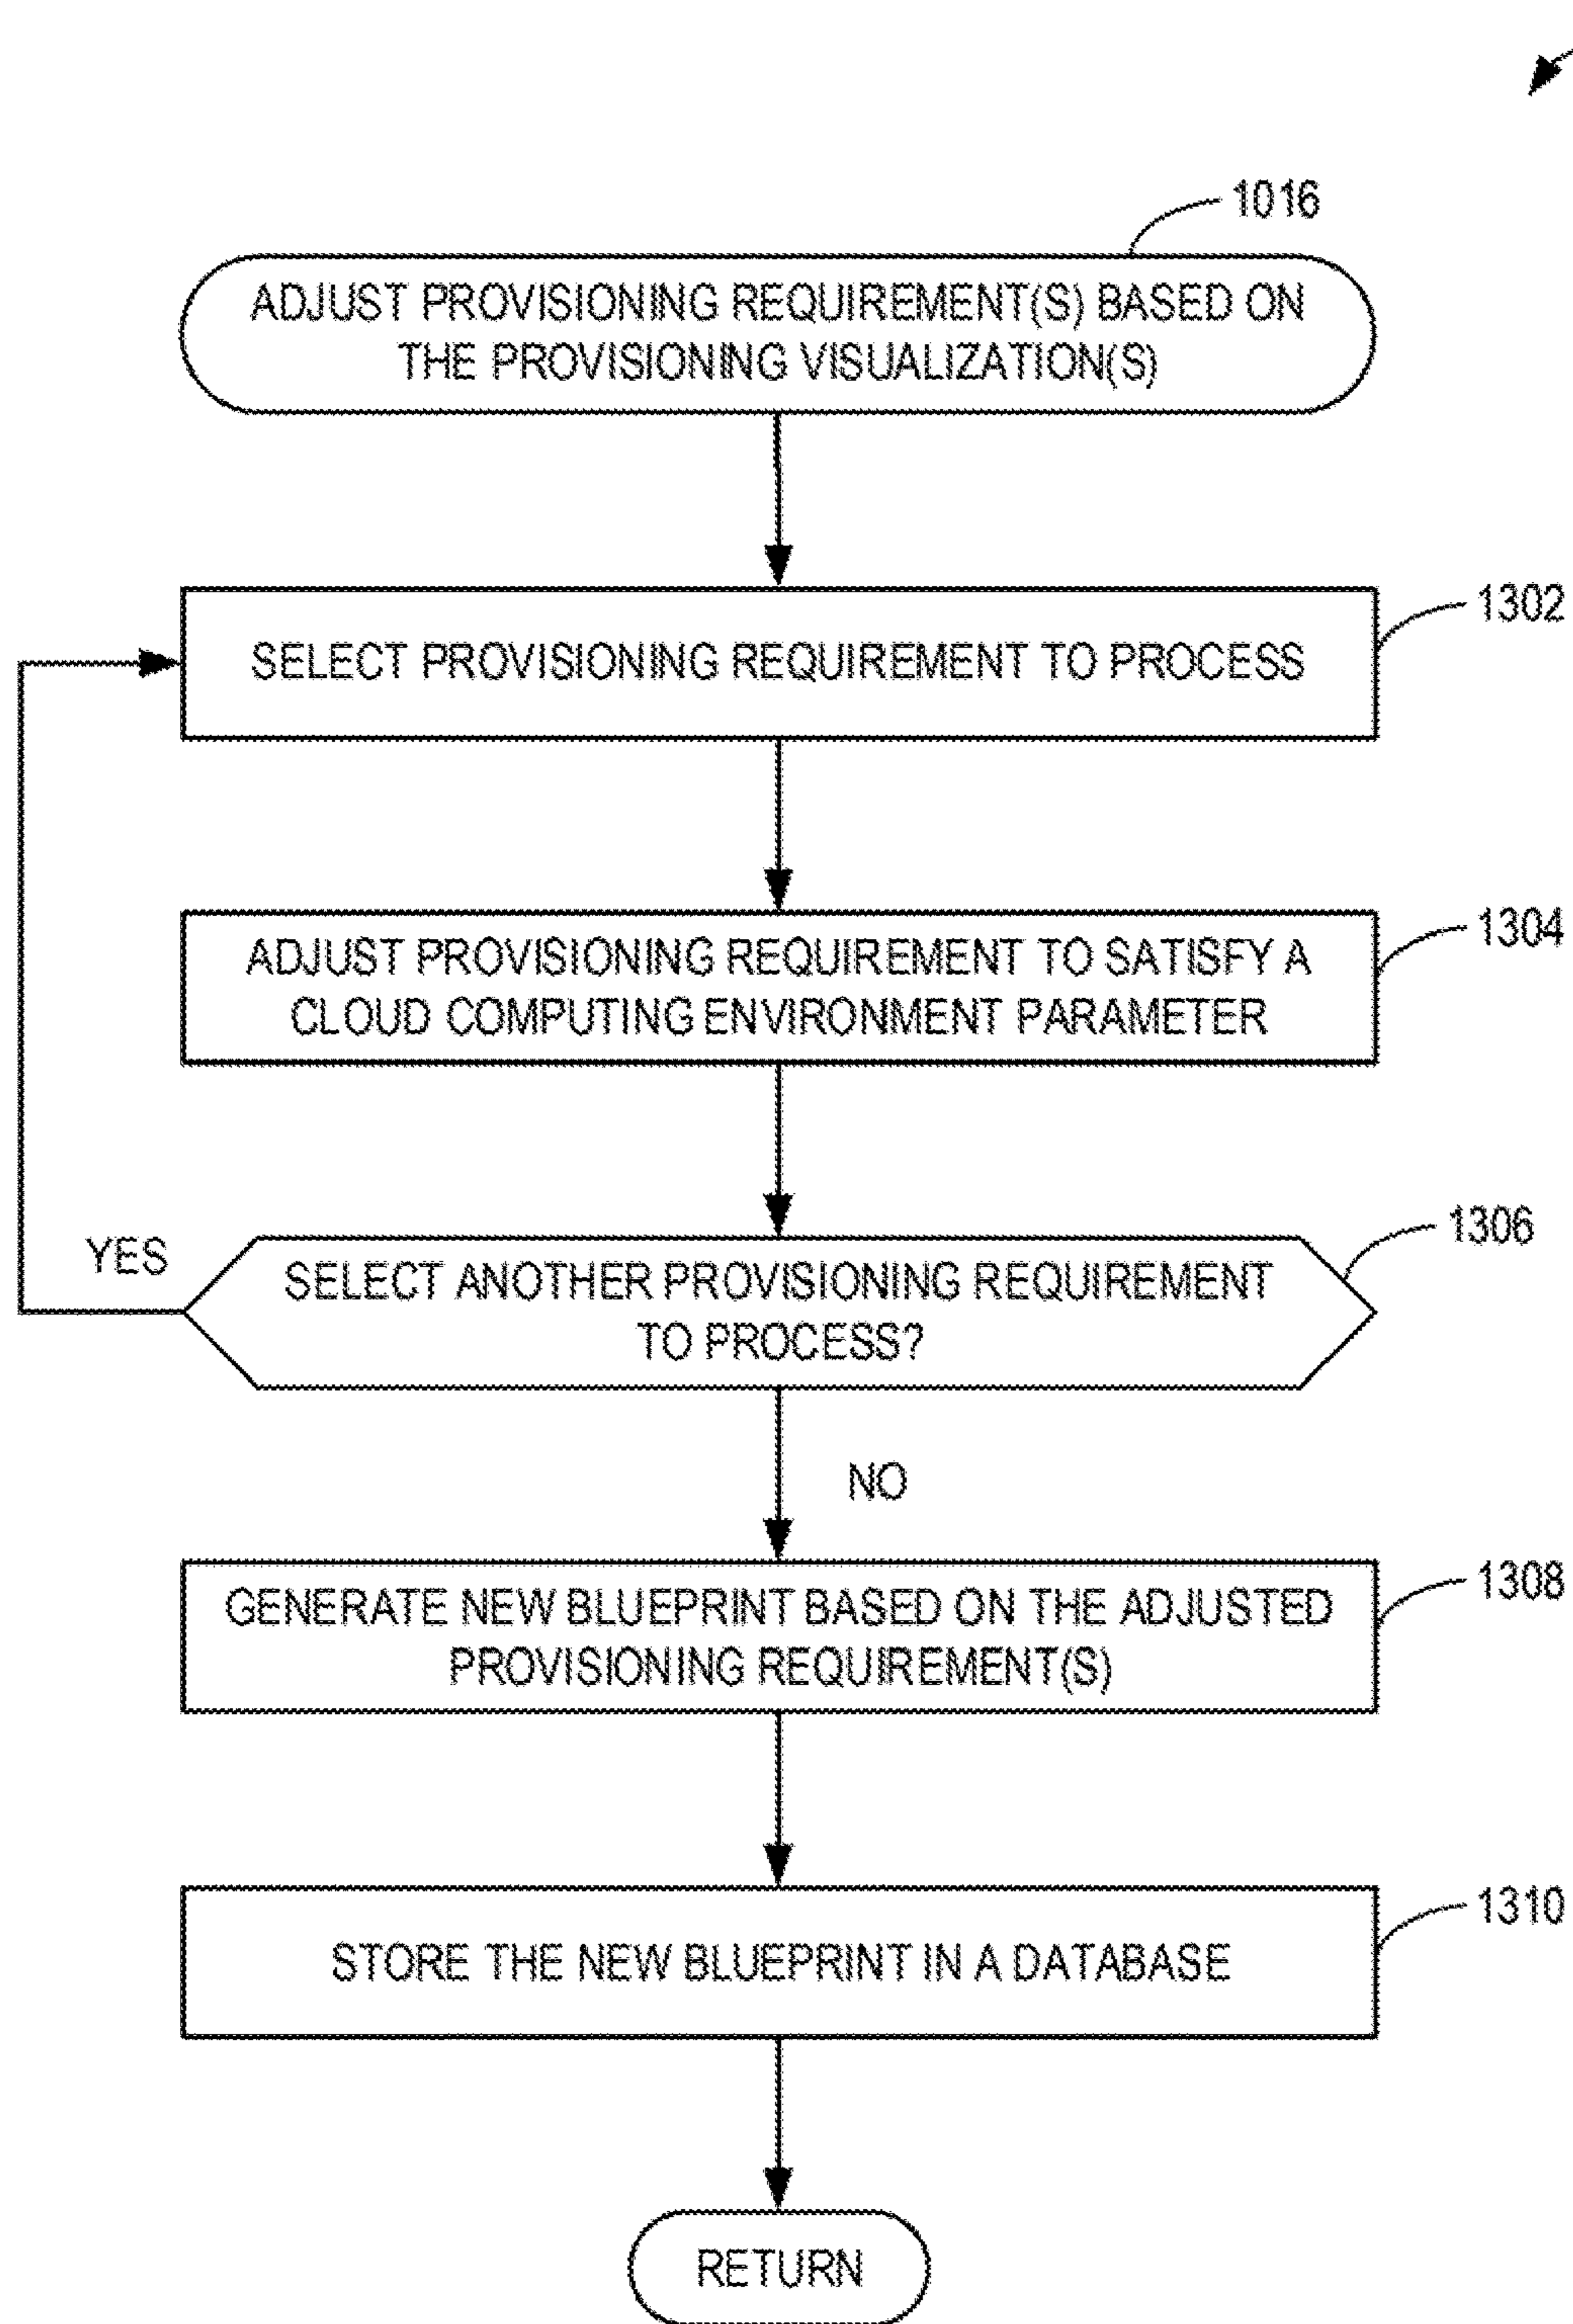 1016
ADJUST PROVISIONING REQUIREMENT(S) BASED ON
THE PROVISIONING VISUALIZATION(S)
1302
SELECT PROVISIONING REQUIREMENT TO PROCESS
1304
ADJUST PROVISIONING REQUIREMENT TO SATISFY A
CLOUD COMPUTING ENVIRONMENT PARAMETER
1306
YES
SELECT ANOTHER PROVISIONING REQUIREMENT
TO PROCESS?
NO
1308
GENERATE NEW BLUEPRINT BASED ON THE ADJUSTED
PROVISIONING REQUIREMENT(S)
1310
STORE THE NEW BLUEPRINT IN A DATABASE
RETURN